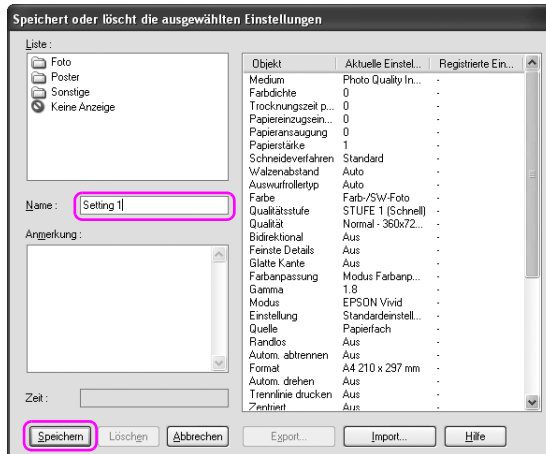 Speichert oder löscht die ausgewählten Einstellungen
Liste :
Foto
Poster
Sonstige
Keine Anzeige
Name :
Setting 1
Anmerkung :
Zeit :
Objekt Aktuelle Einstel... Registrierte Ein...
Medium Photo Quality In... -
Farbdichte 0 -
Trocknungszeit p... 0 -
Papiereinzugsein... 0 -
Papieransaugung 0 -
Papierstärke 1 -
Schneideverfahren Standard -
Walzenabstand Auto -
Auswurfrollertyp Auto -
Farbe Farb-/SW-Foto -
Qualitätsstufe STUFE 1 (Schnell) -
Qualität Normal - 360x72... -
Bidirektional Aus -
Feinste Details Aus -
Glatte Kante Aus -
Farbanpassung Modus Farbanp... -
Gamma 1.8 -
Modus EPSON Vivid -
Einstellung Standardeinstell... -
Quelle Papierfach -
Randlos Aus -
Autom. abtrennen Aus -
Format A4 210 x 297 mm -
Autom. drehen Aus -
Trennlinie drucken Aus -
Zentriert Aus -
Speichern Löschen Abbrechen Export... Import... Hilfe